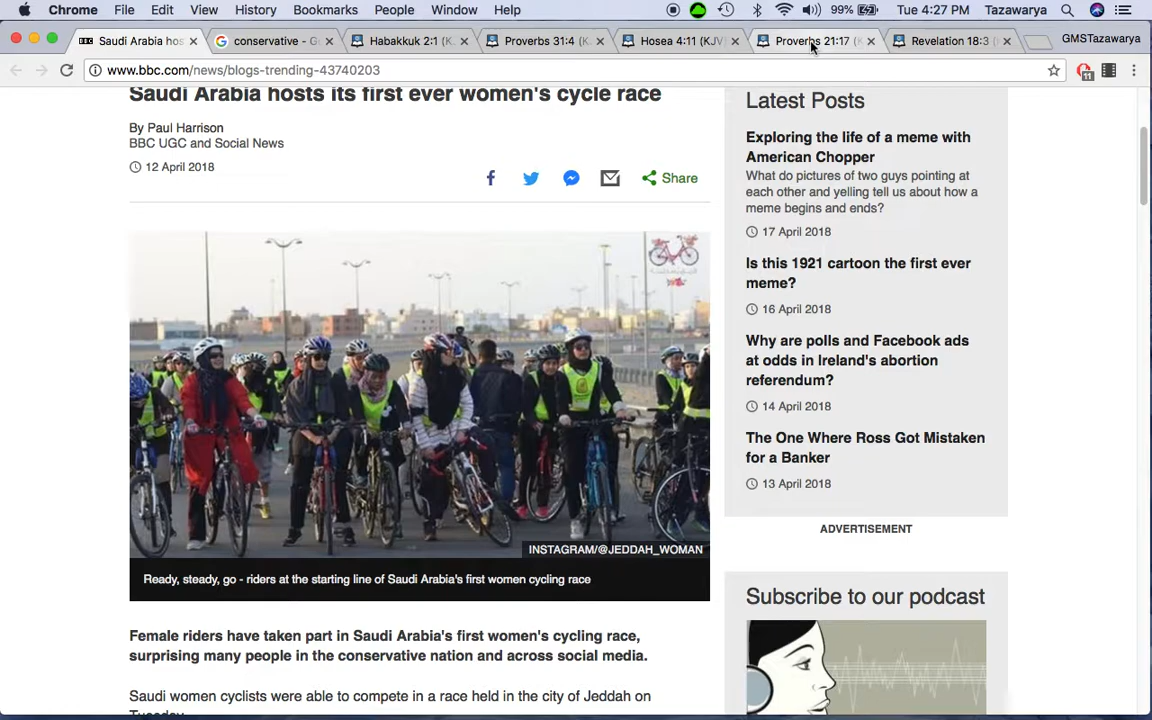 Chrome File Edit View History Bookmarks People Window Help 99% Tue 4:27 PM Tazawarya
Saudi Arabia hos conservative - G Habakkuk 2:1 (K Proverbs 31:4 (K Hosea 4:11 (KJV) Proverbs 21:17 (K Revelation 18:3 ( GMSTazawarya
www.bbc.com/news/blogs-trending-43740203
11
Saudi Arabia hosts its first ever women's cycle race
By Paul Harrison
BBC UGC and Social News
12 April 2018
Share
INSTAGRAM/@JEDDAH_WOMAN
Ready, steady, go - riders at the starting line of Saudi Arabia's first women cycling race
Female riders have taken part in Saudi Arabia's first women's cycling race,
surprising many people in the conservative nation and across social media.
Saudi women cyclists were able to compete in a race held in the city of Jeddah on
Tuesday
Latest Posts
Exploring the life of a meme with
American Chopper
What do pictures of two guys pointing at
each other and yelling tell us about how a
meme begins and ends?
17 April 2018
Is this 1921 cartoon the first ever
meme?
16 April 2018
Why are polls and Facebook ads
at odds in Ireland's abortion
referendum?
14 April 2018
The One Where Ross Got Mistaken
for a Banker
13 April 2018
ADVERTISEMENT
Subscribe to our podcast